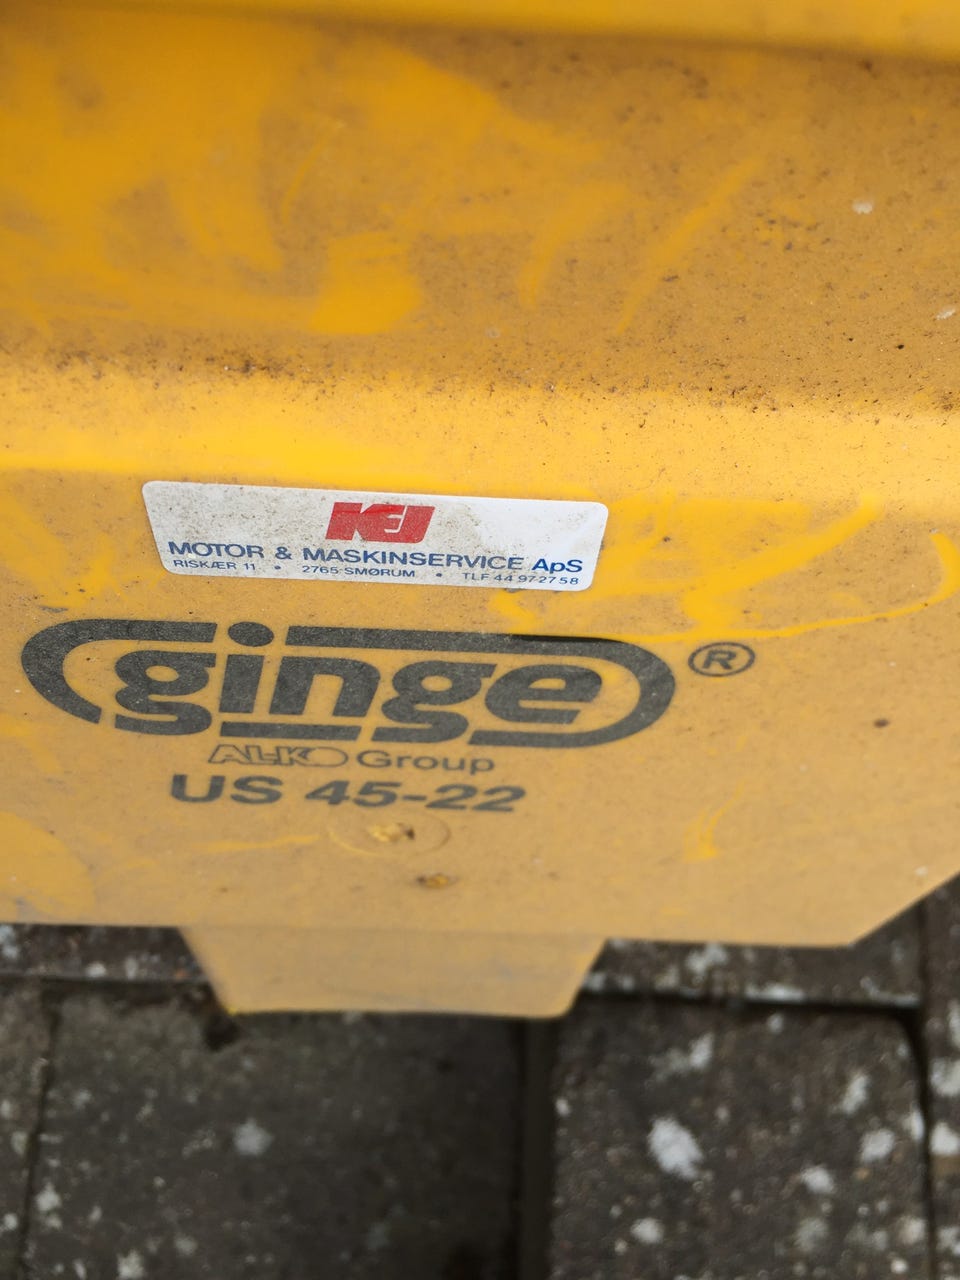 KEJ
MOTOR & MASKINSERVICE ApS
RISKÆR 11 • 2765 SMØRUM • TLF 44 97 27 58
ginge ®
AL-KO Group
US 45-22